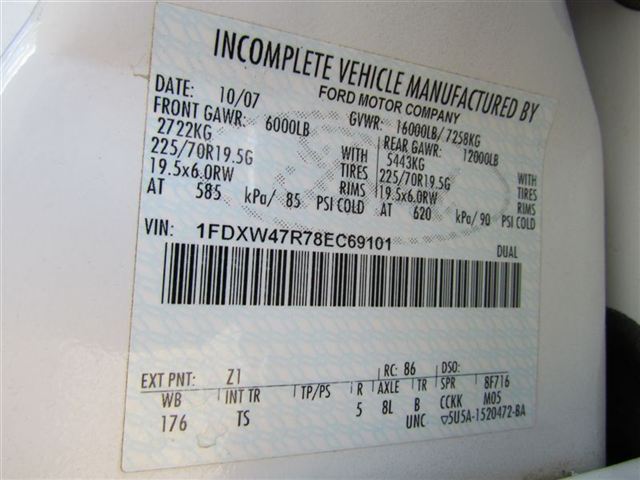 INCOMPLETE VEHICLE MANUFACTURED BY
FORD MOTOR COMPANY
DATE: 10/07 GVWR: 16000LB/ 7258KG
FRONT GAWR: 6000LB REAR GAWR: 12000LB
2722KG WITH 5443KG WITH
225/70R19.5G TIRES 225/70R19.5G TIRES
19.5x6.0RW RIMS 19.5x6.0RW RIMS
AT 585 kPa/ 85 PSI COLD AT 620 kPa/ 90 PSI COLD
VIN: 1FDXW47R78EC69101 DUAL
EXT PNT: Z1 RC: 86 DSO:
WB INT TR TP/PS R AXLE TR SPR 8F716
176 TS 5 8L B CCKK M05
UNC ▽5U5A-1520472-BA